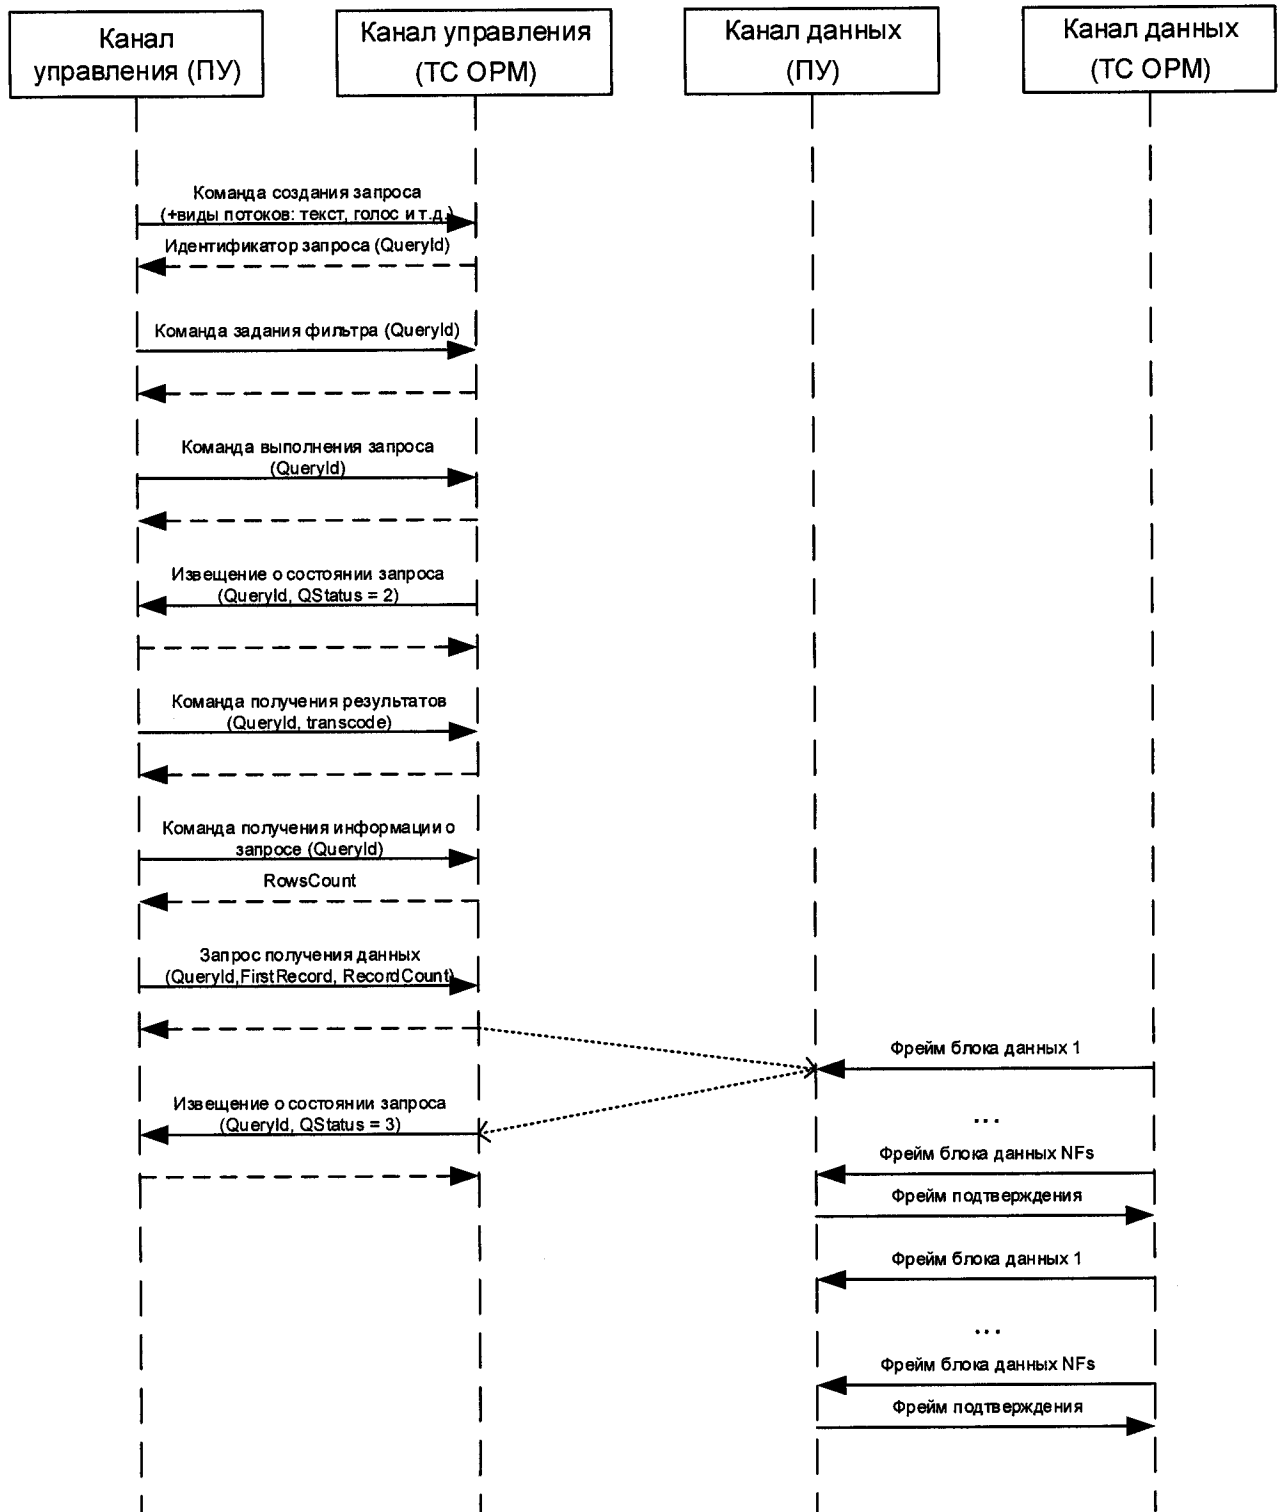 Канал
управления (ПУ)
Канал управления
(ТС ОРМ)
Канал данных
(ПУ)
Канал данных
(ТС ОРМ)
Команда создания запроса
(+виды потоков: текст, голос и т.д.)
Идентификатор запроса (QueryId)
Команда задания фильтра (QueryId)
Команда выполнения запроса
(QueryId)
Извещение о состоянии запроса
(QueryId, QStatus = 2)
Команда получения результатов
(QueryId, transcode)
Команда получения информации о
запросе (QueryId)
RowsCount
Запрос получения данных
(QueryId,FirstRecord, RecordCount)
Фрейм блока данных 1
Извещение о состоянии запроса
(QueryId, QStatus = 3)
...
Фрейм блока данных NFs
Фрейм подтверждения
Фрейм блока данных 1
...
Фрейм блока данных NFs
Фрейм подтверждения